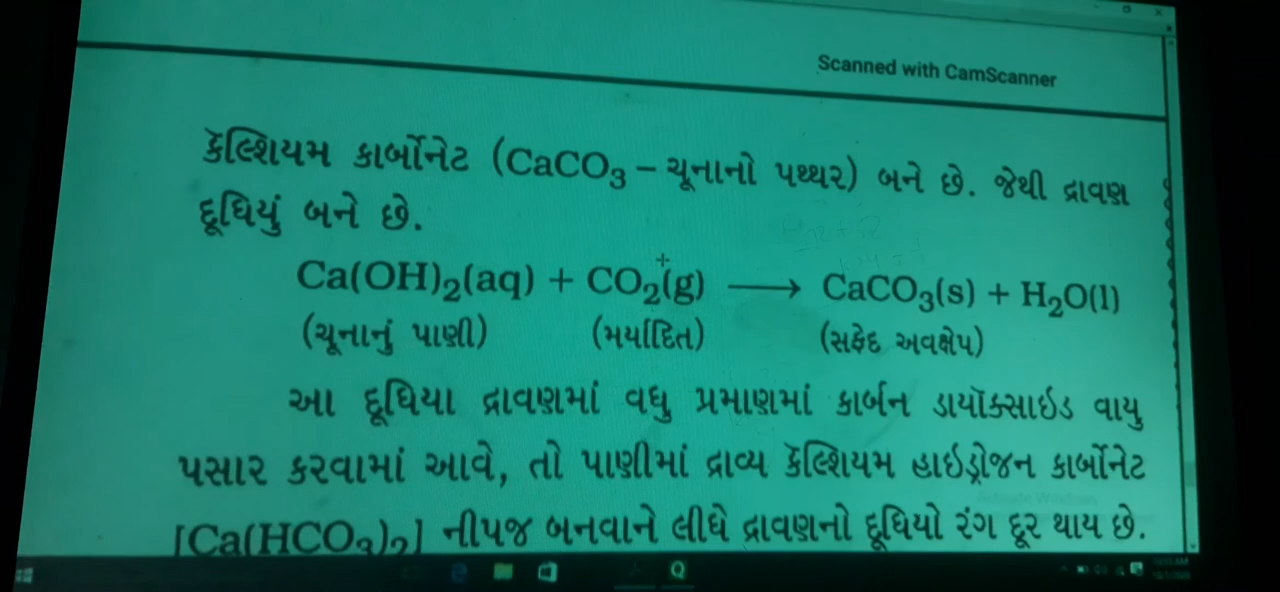 Scanned with CamScanner
કૅલ્શિયમ કાર્બોનેટ (CaCO₃ – ચૂનાનો પથ્થર) બને છે. જેથી દ્રાવણ
દૂધિયું બને છે.
Ca(OH)₂(aq) + CO₂(g) ⟶ CaCO₃(s) + H₂O(l)
(ચૂનાનું પાણી) (મર્યાદિત) (સફેદ અવક્ષેપ)
આ દૂધિયા દ્રાવણમાં વધુ પ્રમાણમાં કાર્બન ડાયૉક્સાઇડ વાયુ
પસાર કરવામાં આવે, તો પાણીમાં દ્રાવ્ય કૅલ્શિયમ હાઇડ્રોજન કાર્બોનેટ
[Ca(HCO₃)₂] નીપજ બનવાને લીધે દ્રાવણનો દૂધિયો રંગ દૂર થાય છે.